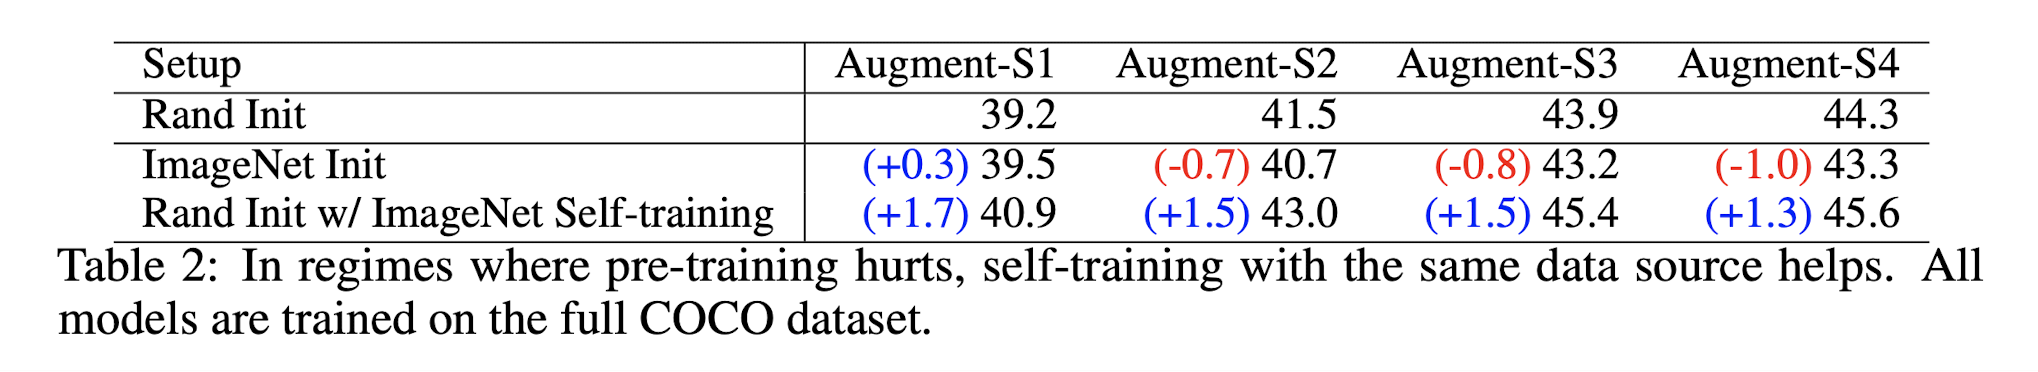 Setup Augment-S1 Augment-S2 Augment-S3 Augment-S4
Rand Init 39.2 41.5 43.9 44.3
ImageNet Init (+0.3) 39.5 (-0.7) 40.7 (-0.8) 43.2 (-1.0) 43.3
Rand Init w/ ImageNet Self-training (+1.7) 40.9 (+1.5) 43.0 (+1.5) 45.4 (+1.3) 45.6
Table 2: In regimes where pre-training hurts, self-training with the same data source helps. All
models are trained on the full COCO dataset.